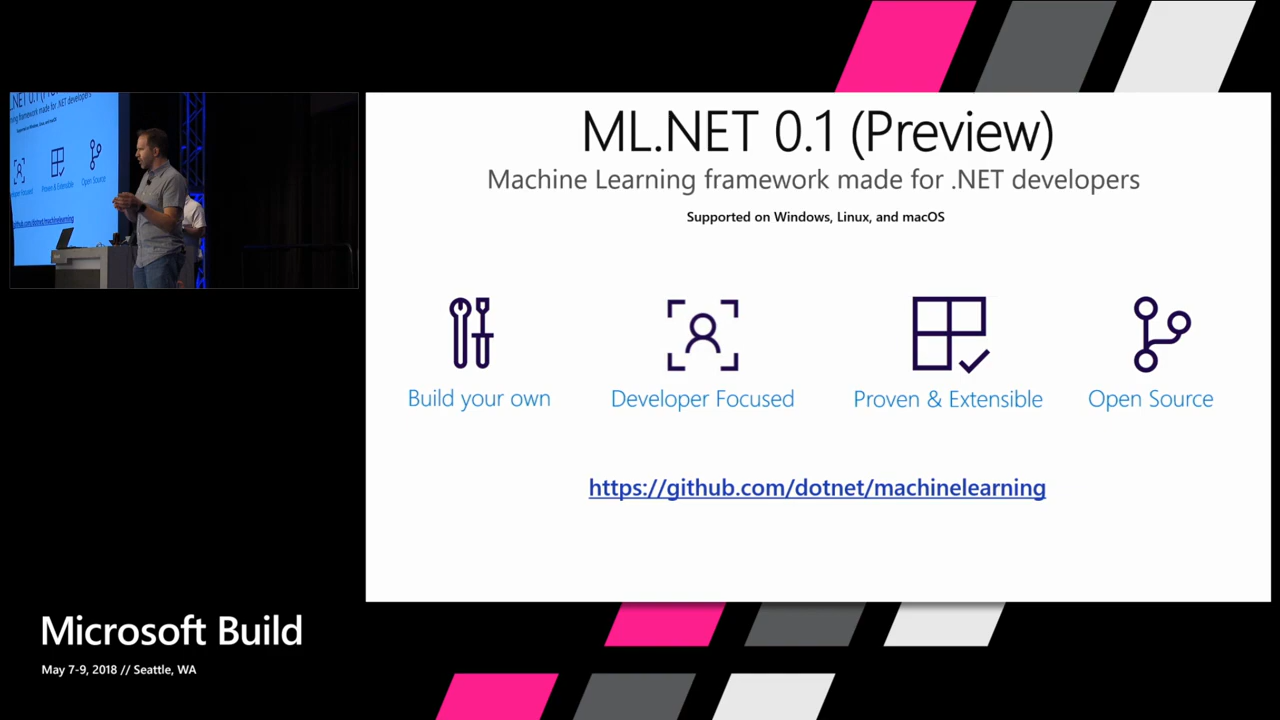 ML.NET 0.1 (Preview)
Machine Learning framework made for .NET developers
Supported on Windows, Linux, and macOS
Build your own
Developer Focused
Proven & Extensible
Open Source
https://github.com/dotnet/machinelearning
Microsoft Build
May 7-9, 2018 // Seattle, WA